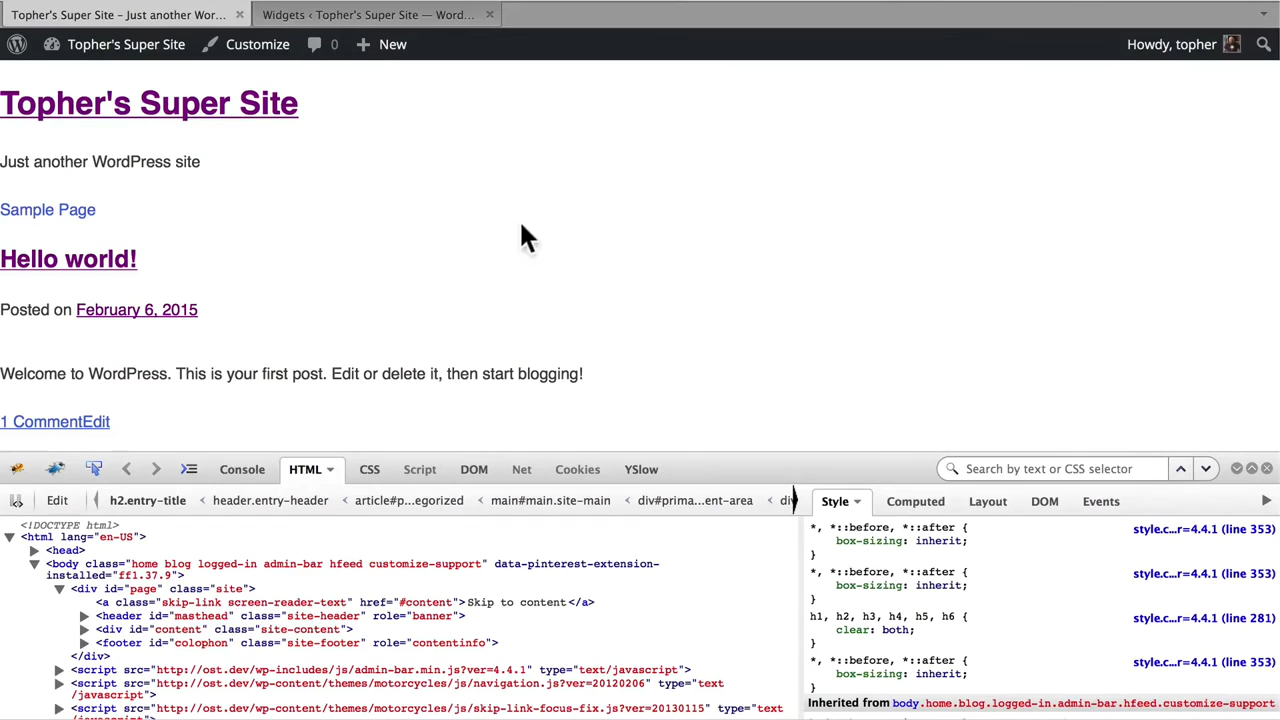 Topher's Super Site – Just another Wor...
Widgets ‹ Topher's Super Site — Word...
Topher's Super Site
Customize
0
New
Howdy, topher
Topher's Super Site
Just another WordPress site
Sample Page
Hello world!
Posted on February 6, 2015
Welcome to WordPress. This is your first post. Edit or delete it, then start blogging!
1 CommentEdit
Console
HTML
CSS
Script
DOM
Net
Cookies
YSlow
Search by text or CSS selector
Edit
h2.entry-title < header.entry-header < article#p...egorized < main#main.site-main < div#prima...ent-area < di
Style
Computed
Layout
DOM
Events
<!DOCTYPE html>
<html lang="en-US">
<head>
<body class="home blog logged-in admin-bar hfeed customize-support" data-pinterest-extension-
installed="ff1.37.9">
<div id="page" class="site">
<a class="skip-link screen-reader-text" href="#content">Skip to content</a>
<header id="masthead" class="site-header" role="banner">
<div id="content" class="site-content">
<footer id="colophon" class="site-footer" role="contentinfo">
</div>
<script src="http://ost.dev/wp-includes/js/admin-bar.min.js?ver=4.4.1" type="text/javascript">
<script src="http://ost.dev/wp-content/themes/motorcycles/js/navigation.js?ver=20120206" type="text
/javascript">
<script src="http://ost.dev/wp-content/themes/motorcycles/js/skip-link-focus-fix.js?ver=20130115" type="text
/javascript">
*, *::before, *::after {
style.c...r=4.4.1 (line 353)
box-sizing: inherit;
}
*, *::before, *::after {
style.c...r=4.4.1 (line 353)
box-sizing: inherit;
}
h1, h2, h3, h4, h5, h6 {
style.c...r=4.4.1 (line 281)
clear: both;
}
*, *::before, *::after {
style.c...r=4.4.1 (line 353)
box-sizing: inherit;
}
Inherited from body.home.blog.logged-in.admin-bar.hfeed.customize-support